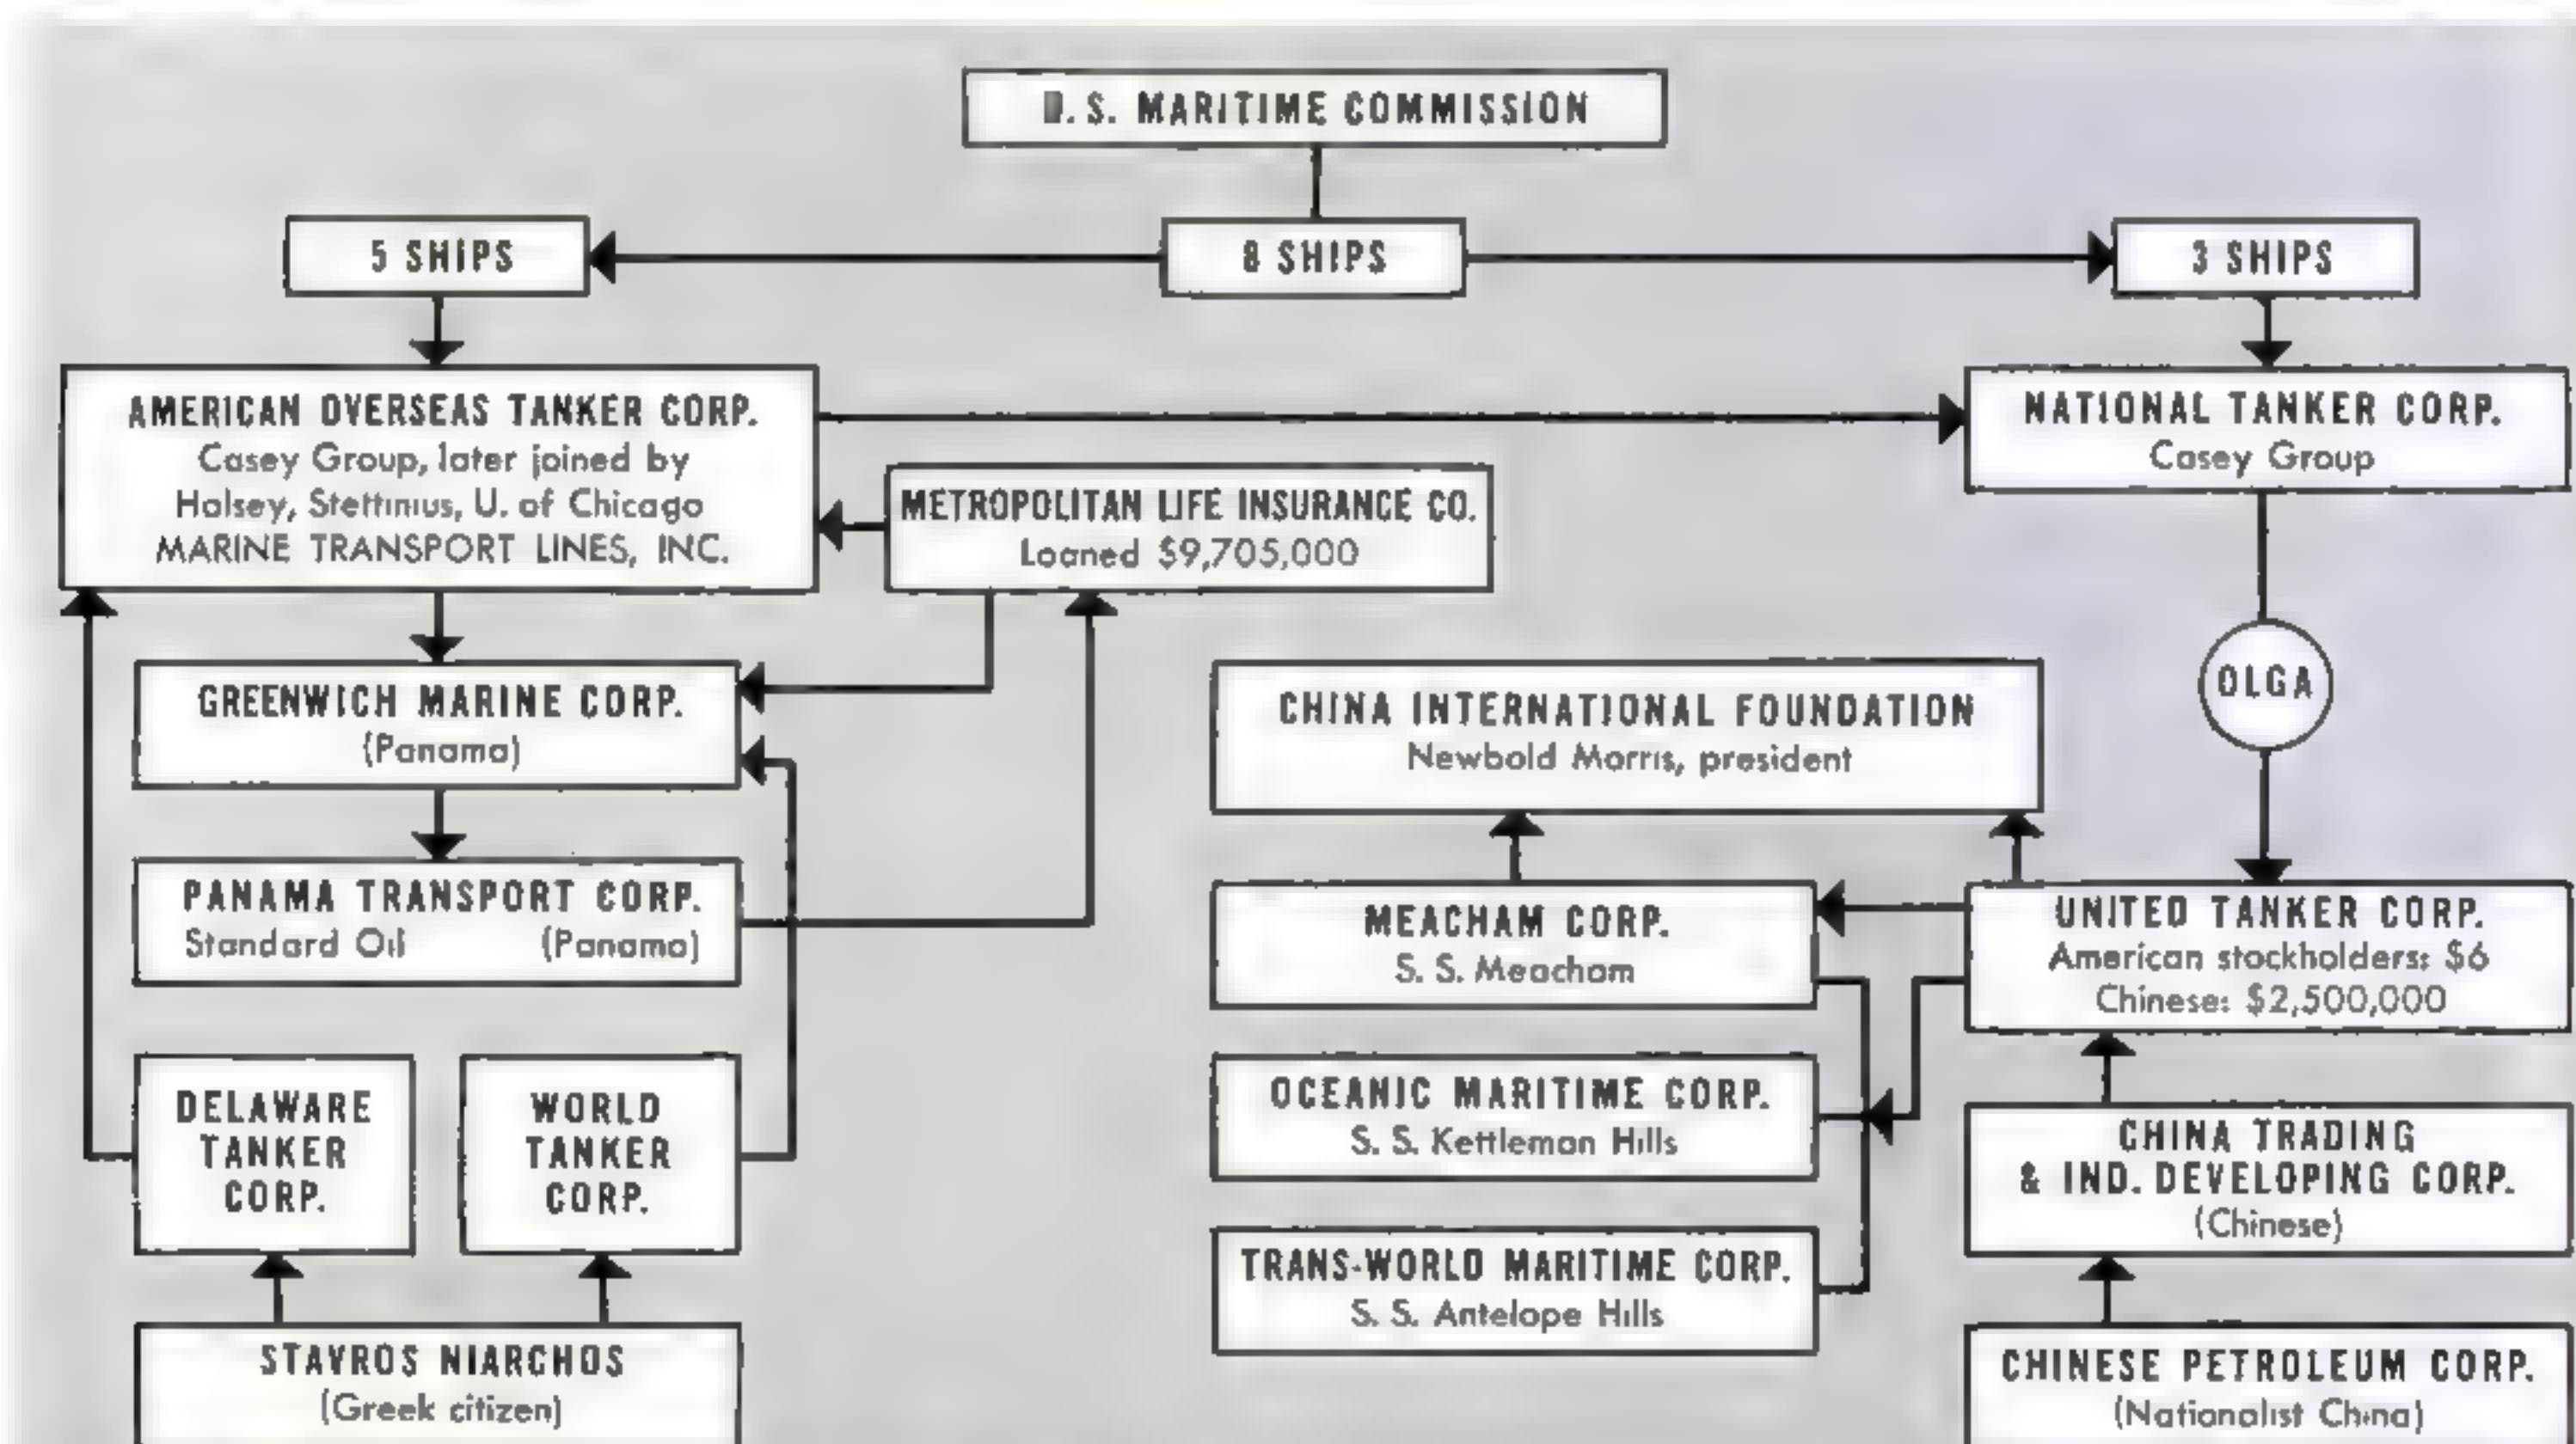 U. S. MARITIME COMMISSION
5 SHIPS
8 SHIPS
3 SHIPS
AMERICAN OVERSEAS TANKER CORP.
Casey Group, later joined by
Halsey, Stettinius, U. of Chicago
MARINE TRANSPORT LINES, INC.
NATIONAL TANKER CORP.
Casey Group
METROPOLITAN LIFE INSURANCE CO.
Loaned $9,705,000
GREENWICH MARINE CORP.
(Panama)
CHINA INTERNATIONAL FOUNDATION
Newbold Morris, president
OLGA
PANAMA TRANSPORT CORP.
Standard Oil (Panama)
MEACHAM CORP.
S. S. Meacham
UNITED TANKER CORP.
American stockholders: $6
Chinese: $2,500,000
DELAWARE
TANKER
CORP.
WORLD
TANKER
CORP.
OCEANIC MARITIME CORP.
S. S. Kettleman Hills
CHINA TRADING
& IND. DEVELOPING CORP.
(Chinese)
TRANS-WORLD MARITIME CORP.
S. S. Antelope Hills
STAVROS NIARCHOS
(Greek citizen)
CHINESE PETROLEUM CORP.
(Nationalist China)